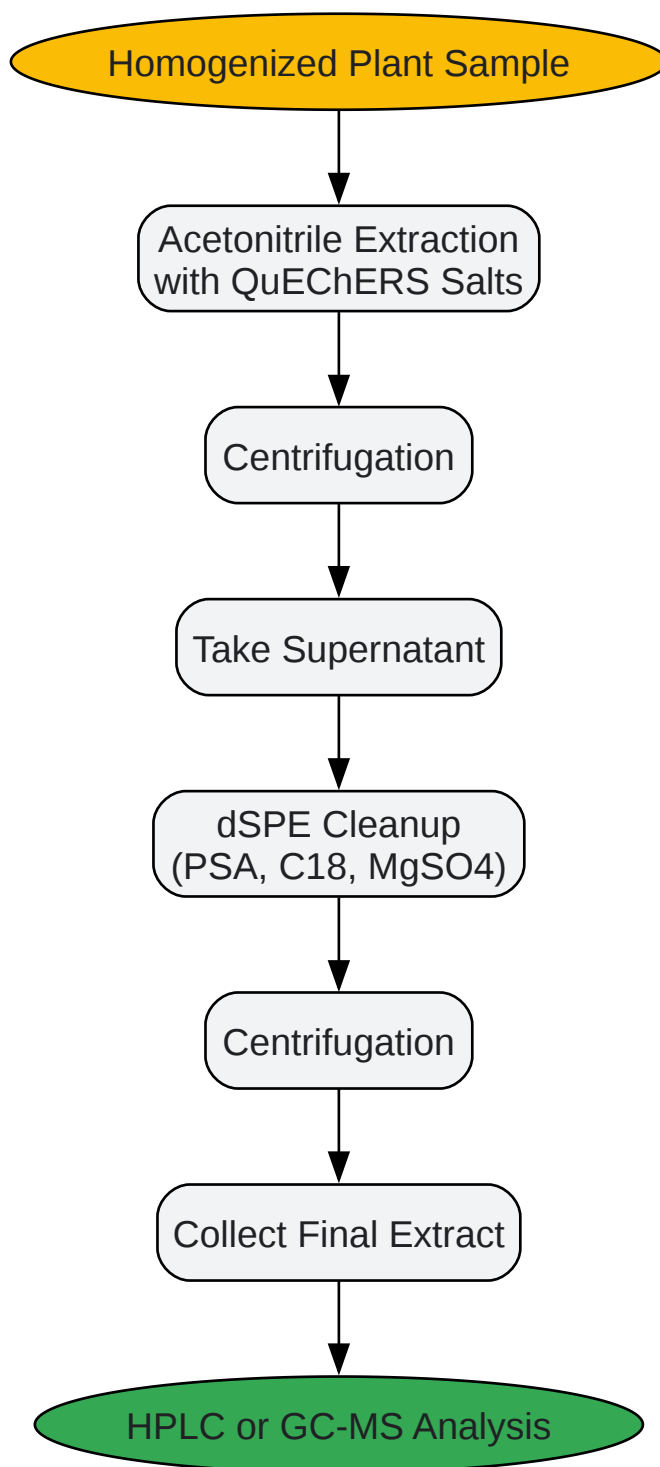 Homogenized Plant Sample
Acetonitrile Extraction
with QuEChERS Salts
Centrifugation
Take Supernatant
dSPE Cleanup
(PSA, C18, MgSO4)
Centrifugation
Collect Final Extract
HPLC or GC-MS Analysis